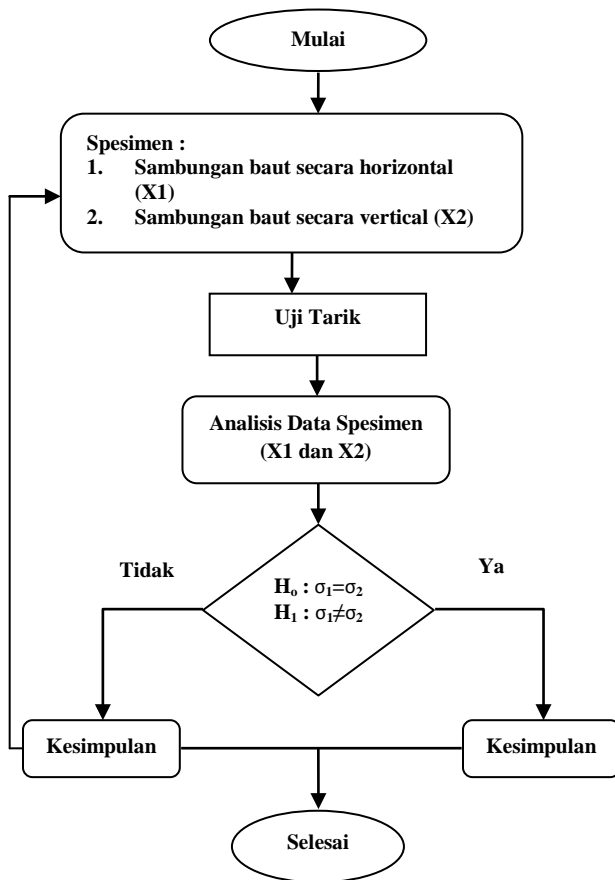 Mulai
Spesimen :
1. Sambungan baut secara horizontal
(X1)
2. Sambungan baut secara vertical (X2)
Uji Tarik
Analisis Data Spesimen
(X1 dan X2)
Tidak
Ya
Hₒ : σ₁=σ₂
H₁ : σ₁≠σ₂
Kesimpulan
Kesimpulan
Selesai